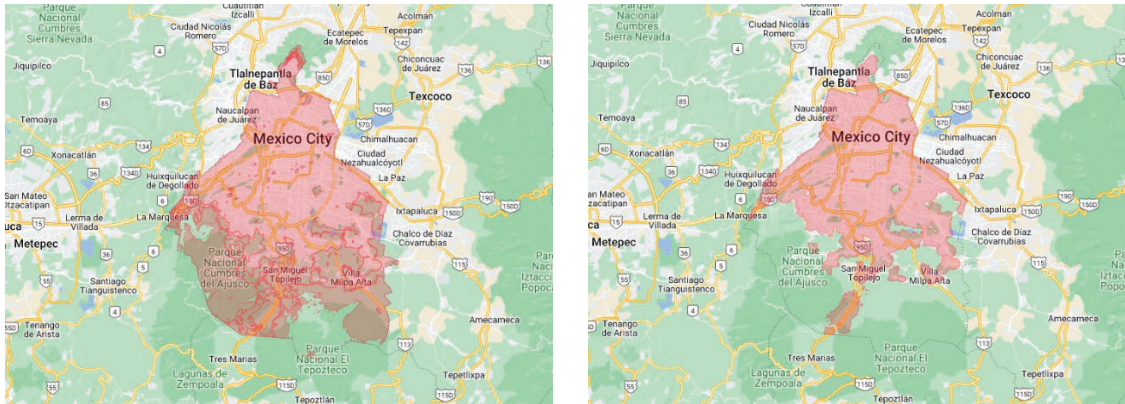 Parque
Nacional
Cumbres
Sierra Nevada
Cuautitlán
Izcalli
Ciudad Nicolás
Romero
Acolman
Tepexpan
Ecatepec
de Morelos
Chiconcuac
de Juárez
Jiquipilco
Tlalnepantla
de Baz
Texcoco
Temoaya
Naucalpan
de Juárez
Mexico City
Chimalhuacan
Xonacatlán
Ciudad
Nezahualcóyotl
Huixquilucan
de Degollado
La Paz
San Mateo
Otzacatipan
Lerma de
Villada
La Marquesa
Ixtapaluca
Metepec
Chalco de Díaz
Covarrubias
Parque
Nacional
Cumbres
del Ajusco
San Miguel
Topilejo
Villa
Milpa Alta
Santiago
Tianguistenco
Parque
Nacional
Iztaccíhuatl
Popoca
Tenango
de Arista
Amecameca
Tres Marias
Parque
Nacional El
Tepozteco
Lagunas de
Zempoala
Tepoztlán
Tepetlixpa
Parque
Nacional
Cumbres
Sierra Nevada
Cuautitlán
Izcalli
Ciudad Nicolás
Romero
Acolman
Tepexpan
Ecatepec
de Morelos
Chiconcuac
de Juárez
Jiquipilco
Tlalnepantla
de Baz
Texcoco
Temoaya
Naucalpan
de Juárez
Mexico City
Chimalhuacan
Xonacatlán
Ciudad
Nezahualcóyotl
Huixquilucan
de Degollado
La Paz
San Mateo
Otzacatipan
Lerma de
Villada
La Marquesa
Ixtapaluca
Metepec
Chalco de Díaz
Covarrubias
Parque
Nacional
Cumbres
del Ajusco
San Miguel
Topilejo
Villa
Milpa Alta
Santiago
Tianguistenco
Tenango
de Arista
Amecameca
Tres Marias
Parque
Nacional El
Tepozteco
Lagunas de
Zempoala
Tepoztlán
Tepetlixpa